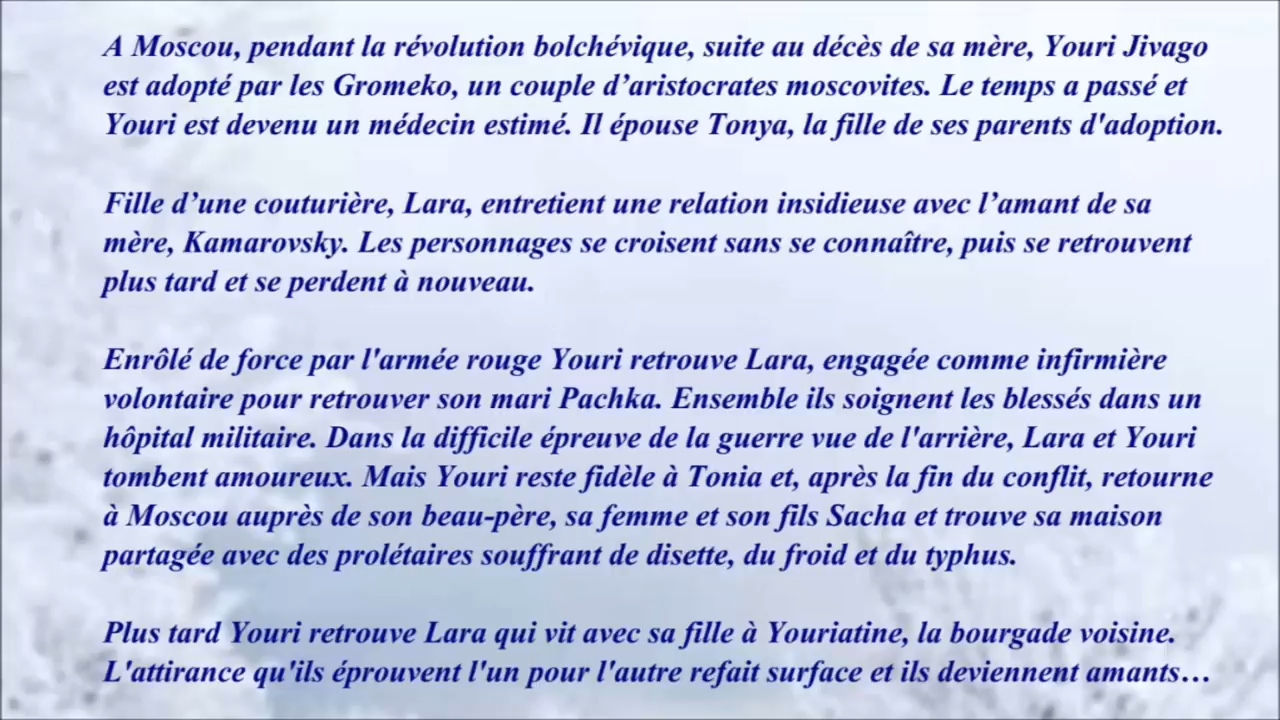 A Moscou, pendant la révolution bolchévique, suite au décès de sa mère, Youri Jivago
est adopté par les Gromeko, un couple d’aristocrates moscovites. Le temps a passé et
Youri est devenu un médecin estimé. Il épouse Tonya, la fille de ses parents d'adoption.
Fille d’une couturière, Lara, entretient une relation insidieuse avec l’amant de sa
mère, Kamarovsky. Les personnages se croisent sans se connaître, puis se retrouvent
plus tard et se perdent à nouveau.
Enrôlé de force par l'armée rouge Youri retrouve Lara, engagée comme infirmière
volontaire pour retrouver son mari Pachka. Ensemble ils soignent les blessés dans un
hôpital militaire. Dans la difficile épreuve de la guerre vue de l'arrière, Lara et Youri
tombent amoureux. Mais Youri reste fidèle à Tonia et, après la fin du conflit, retourne
à Moscou auprès de son beau-père, sa femme et son fils Sacha et trouve sa maison
partagée avec des prolétaires souffrant de disette, du froid et du typhus.
Plus tard Youri retrouve Lara qui vit avec sa fille à Youriatine, la bourgade voisine.
L'attirance qu'ils éprouvent l'un pour l'autre refait surface et ils deviennent amants…